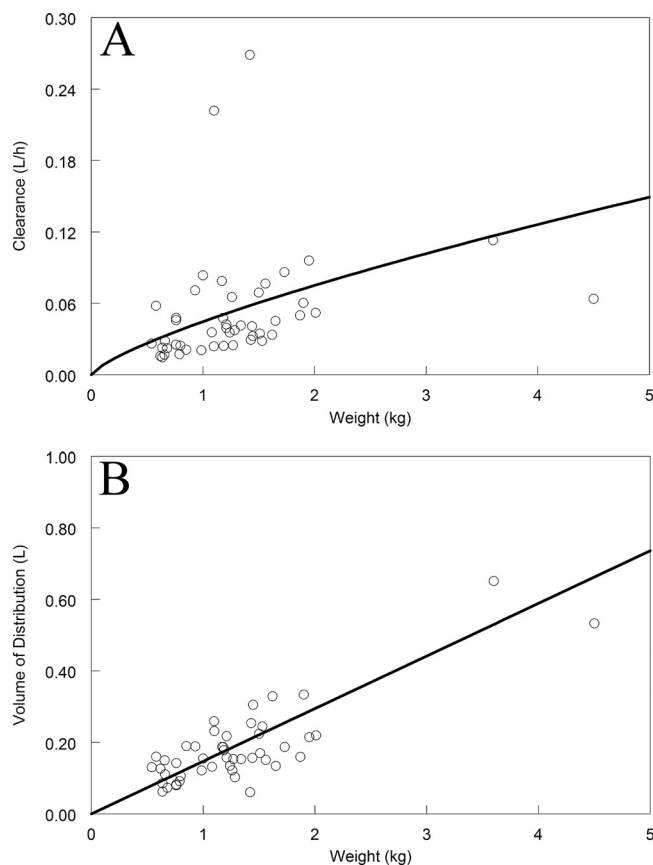 A
0.30
0.24
0.18
0.12
0.06
0.00
Clearance (L/h)
0 1 2 3 4 5
Weight (kg)
B
1.00
0.80
0.60
0.40
0.20
0.00
Volume of Distribution (L)
0 1 2 3 4 5
Weight (kg)